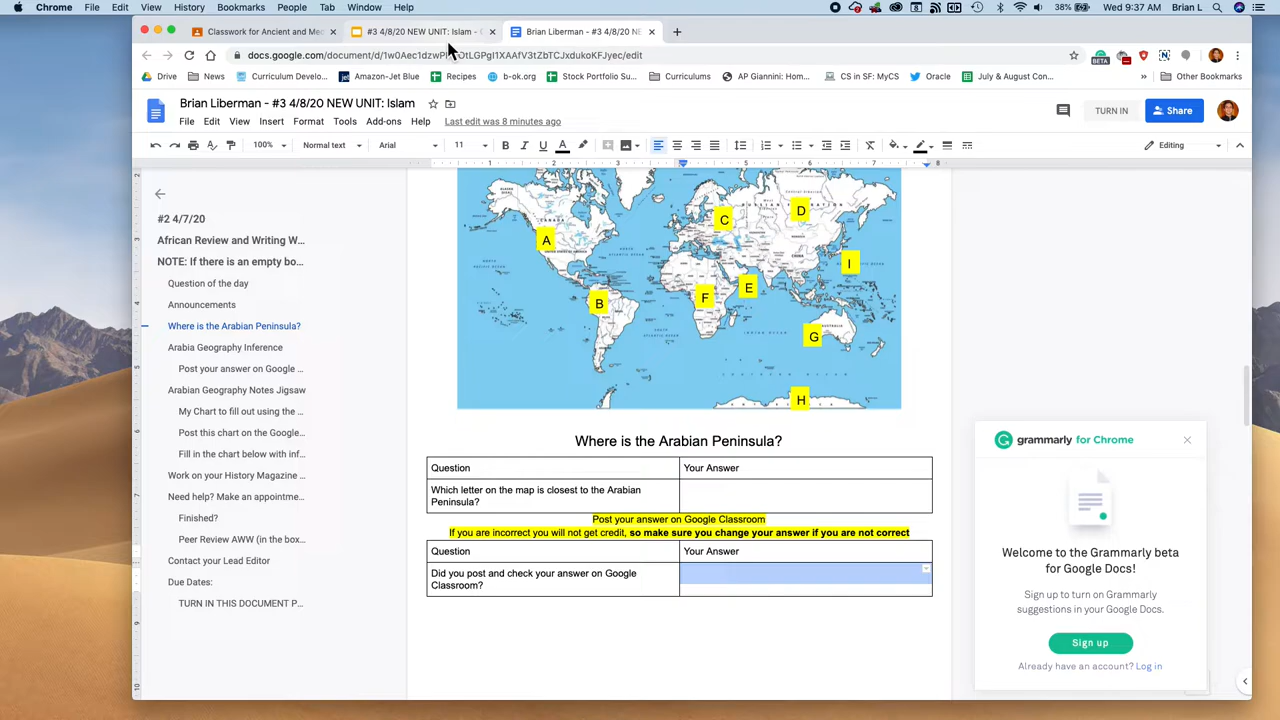 Chrome File Edit View History Bookmarks People Tab Window Help 38% Wed 9:37 AM Brian L
Classwork for Ancient and Me
#3 4/8/20 NEW UNIT: Islam -
Brian Liberman - #3 4/8/20 NE
Drive News Curriculum Develo... Amazon-Jet Blue Recipes b-ok.org Stock Portfolio Su... Curriculums AP Giannini: Hom... CS in SF: MyCS Oracle July & August Con... » Other Bookmarks
BETA
Brian Liberman - #3 4/8/20 NEW UNIT: Islam
TURN IN
Share
File Edit View Insert Format Tools Add-ons Help Last edit was 8 minutes ago
100% Normal text Arial 11 B I U A Editing
#2 4/7/20
African Review and Writing W...
NOTE: If there is an empty bo...
Question of the day
Announcements
Where is the Arabian Peninsula?
Arabia Geography Inference
Post your answer on Google ...
Arabian Geography Notes Jigsaw
My Chart to fill out using the ...
Post this chart on the Google...
Fill in the chart below with inf...
Work on your History Magazine ...
Need help? Make an appointme...
Finished?
Peer Review AWW (in the box...
Contact your Lead Editor
Due Dates:
TURN IN THIS DOCUMENT P...
A
B
C
D
E
F
G
H
I
Where is the Arabian Peninsula?
Question Your Answer
Which letter on the map is closest to the Arabian
Peninsula?
Post your answer on Google Classroom
If you are incorrect you will not get credit, so make sure you change your answer if you are not correct
Question Your Answer
Did you post and check your answer on Google
Classroom?
grammarly for Chrome
Welcome to the Grammarly beta
for Google Docs!
Sign up to turn on Grammarly
suggestions in your Google Docs.
Sign up
Already have an account? Log in